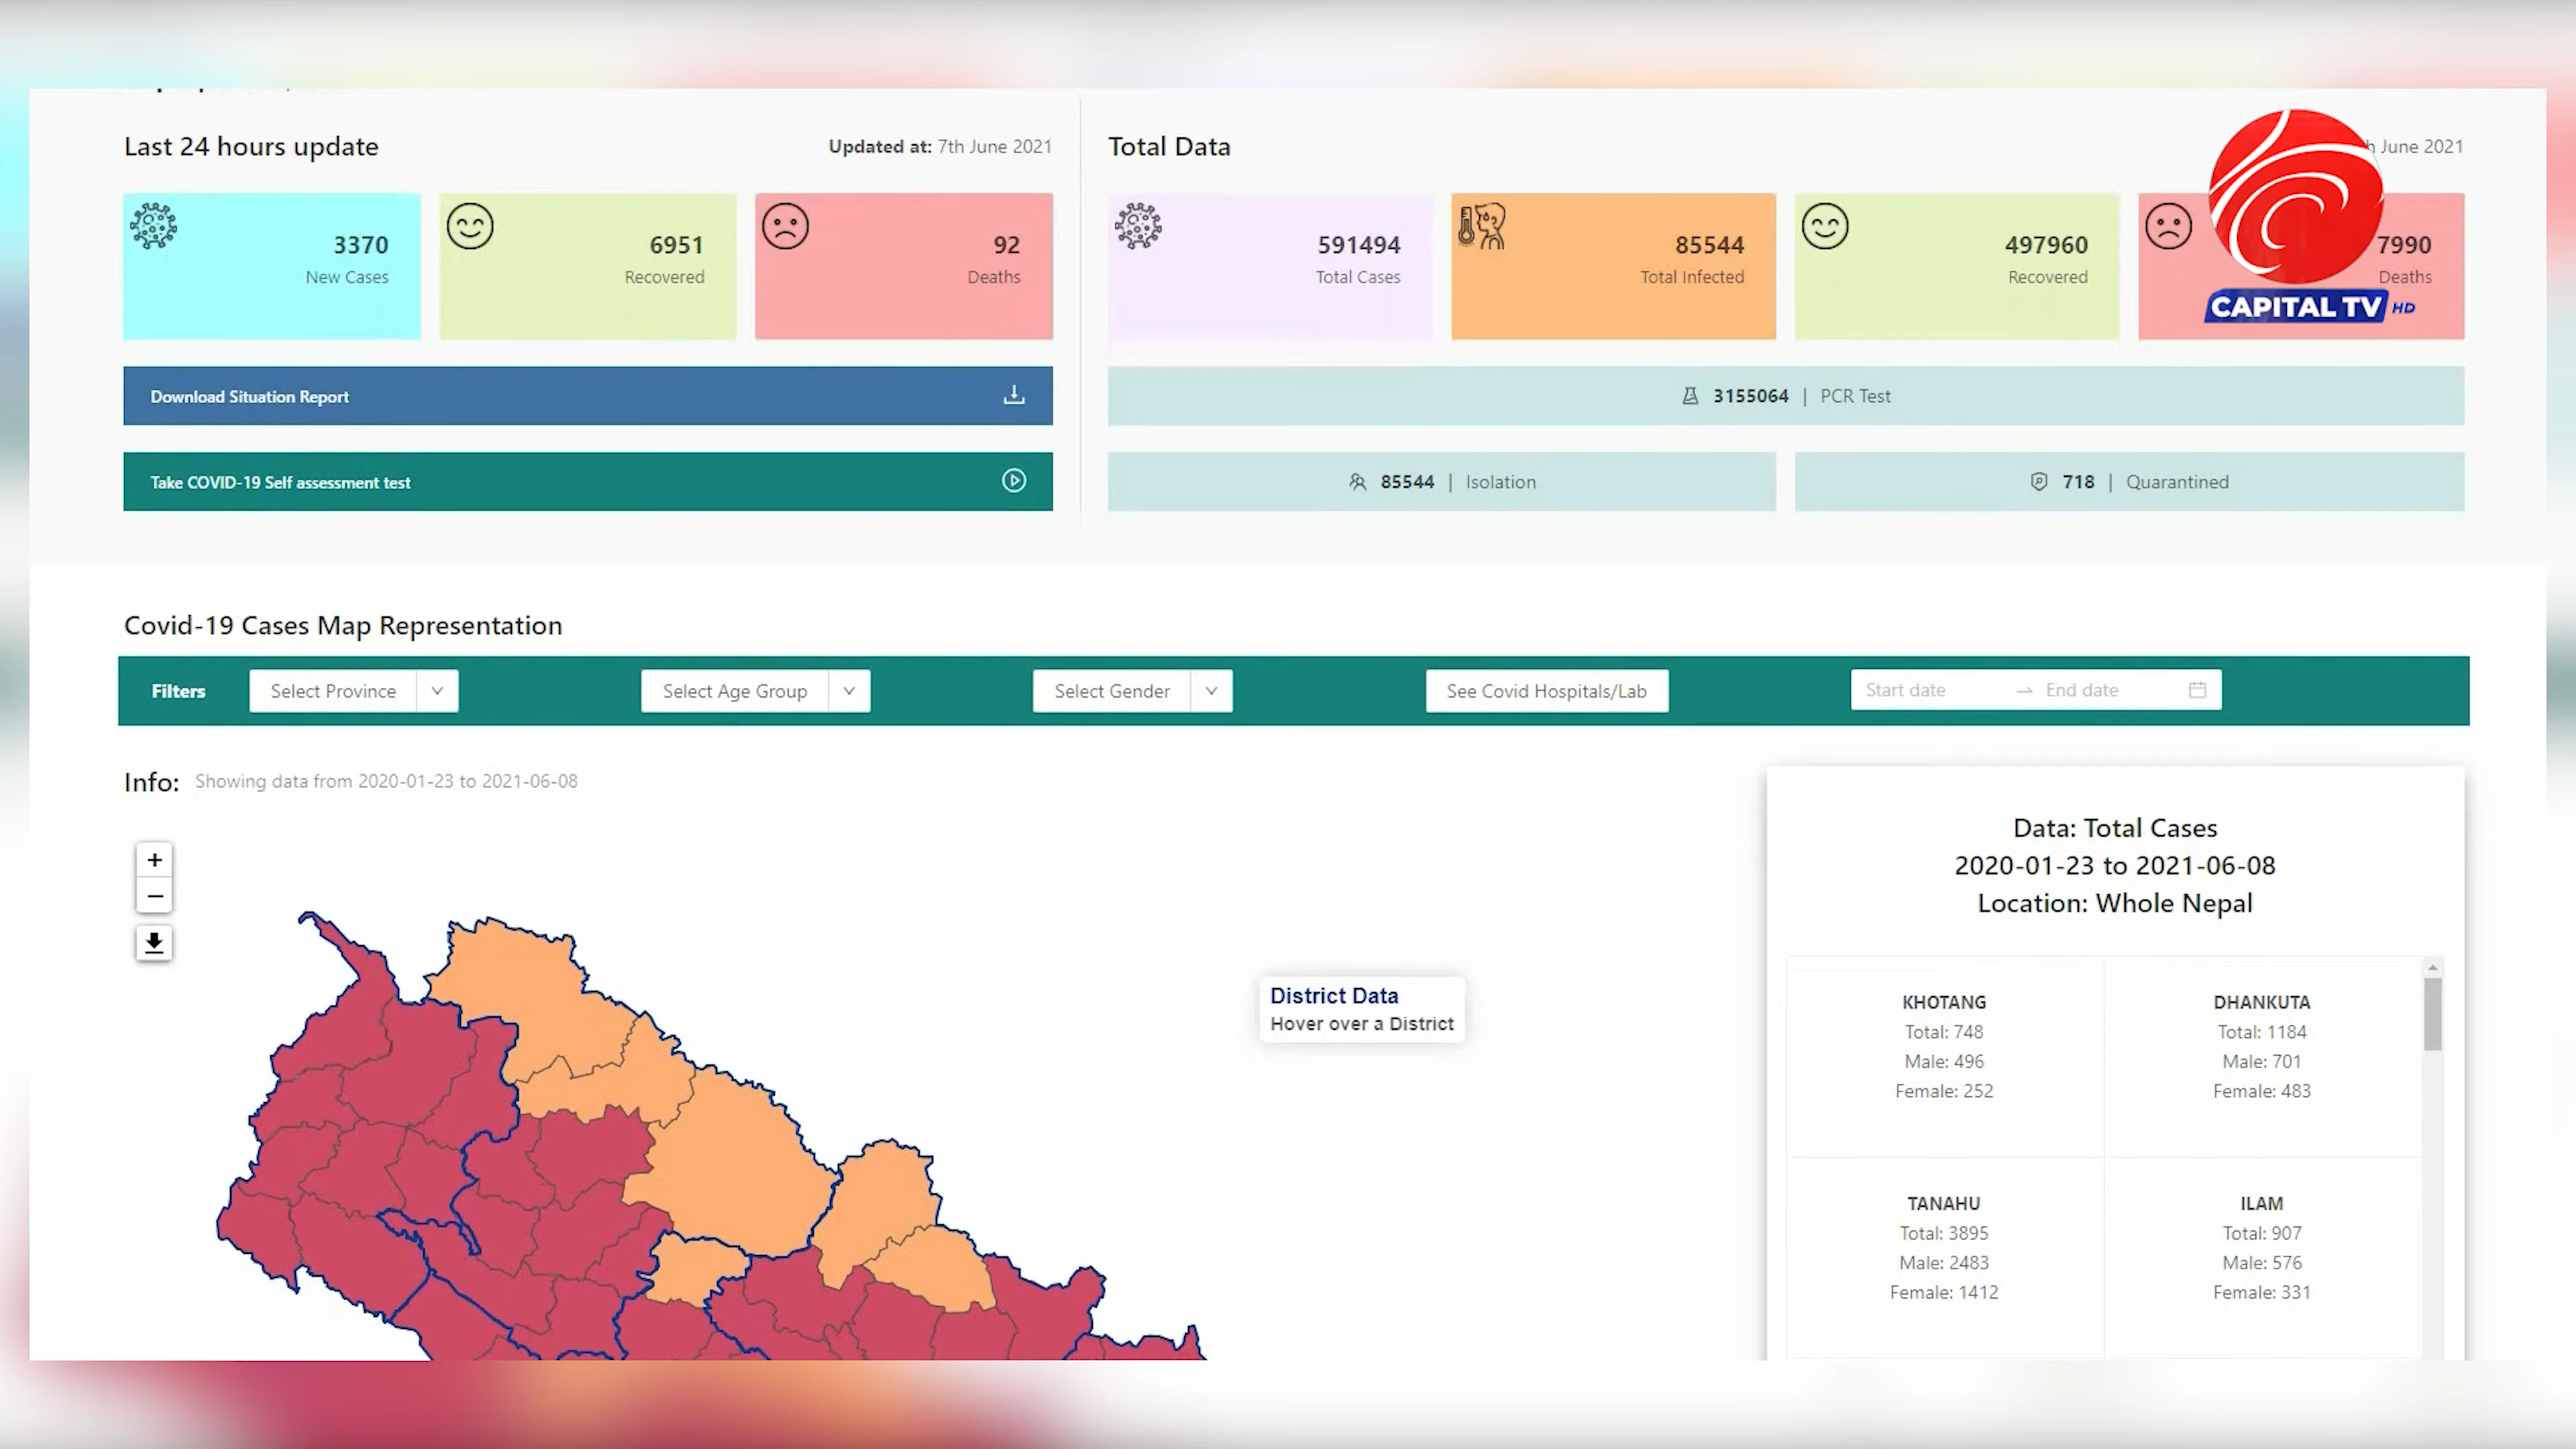 Last 24 hours update
Updated at: 7th June 2021
3370
New Cases
6951
Recovered
92
Deaths
Download Situation Report
Take COVID-19 Self assessment test
Total Data
June 2021
591494
Total Cases
85544
Total Infected
497960
Recovered
7990
Deaths
CAPITAL TV HD
3155064 | PCR Test
85544 | Isolation
718 | Quarantined
Covid-19 Cases Map Representation
Filters
Select Province
Select Age Group
Select Gender
See Covid Hospitals/Lab
Start date → End date
Info: Showing data from 2020-01-23 to 2021-06-08
+
−
District Data
Hover over a District
Data: Total Cases
2020-01-23 to 2021-06-08
Location: Whole Nepal
KHOTANG
Total: 748
Male: 496
Female: 252
DHANKUTA
Total: 1184
Male: 701
Female: 483
TANAHU
Total: 3895
Male: 2483
Female: 1412
ILAM
Total: 907
Male: 576
Female: 331